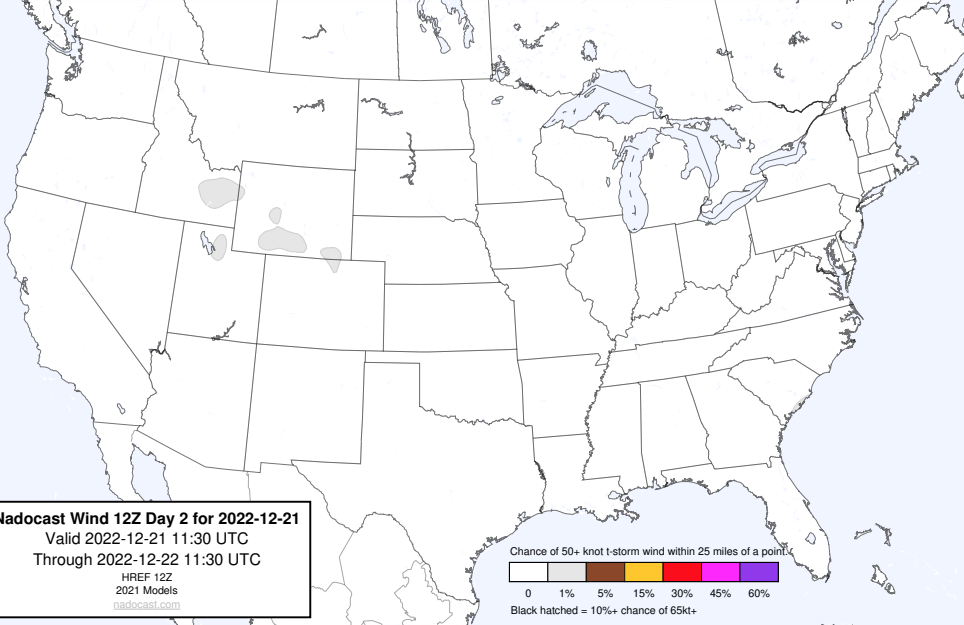 Nadocast Wind 12Z Day 2 for 2022-12-21
Valid 2022-12-21 11:30 UTC
Through 2022-12-22 11:30 UTC
HREF 12Z
2021 Models
nadocast.com
Chance of 50+ knot t-storm wind within 25 miles of a point.
0 1% 5% 15% 30% 45% 60%
Black hatched = 10%+ chance of 65kt+